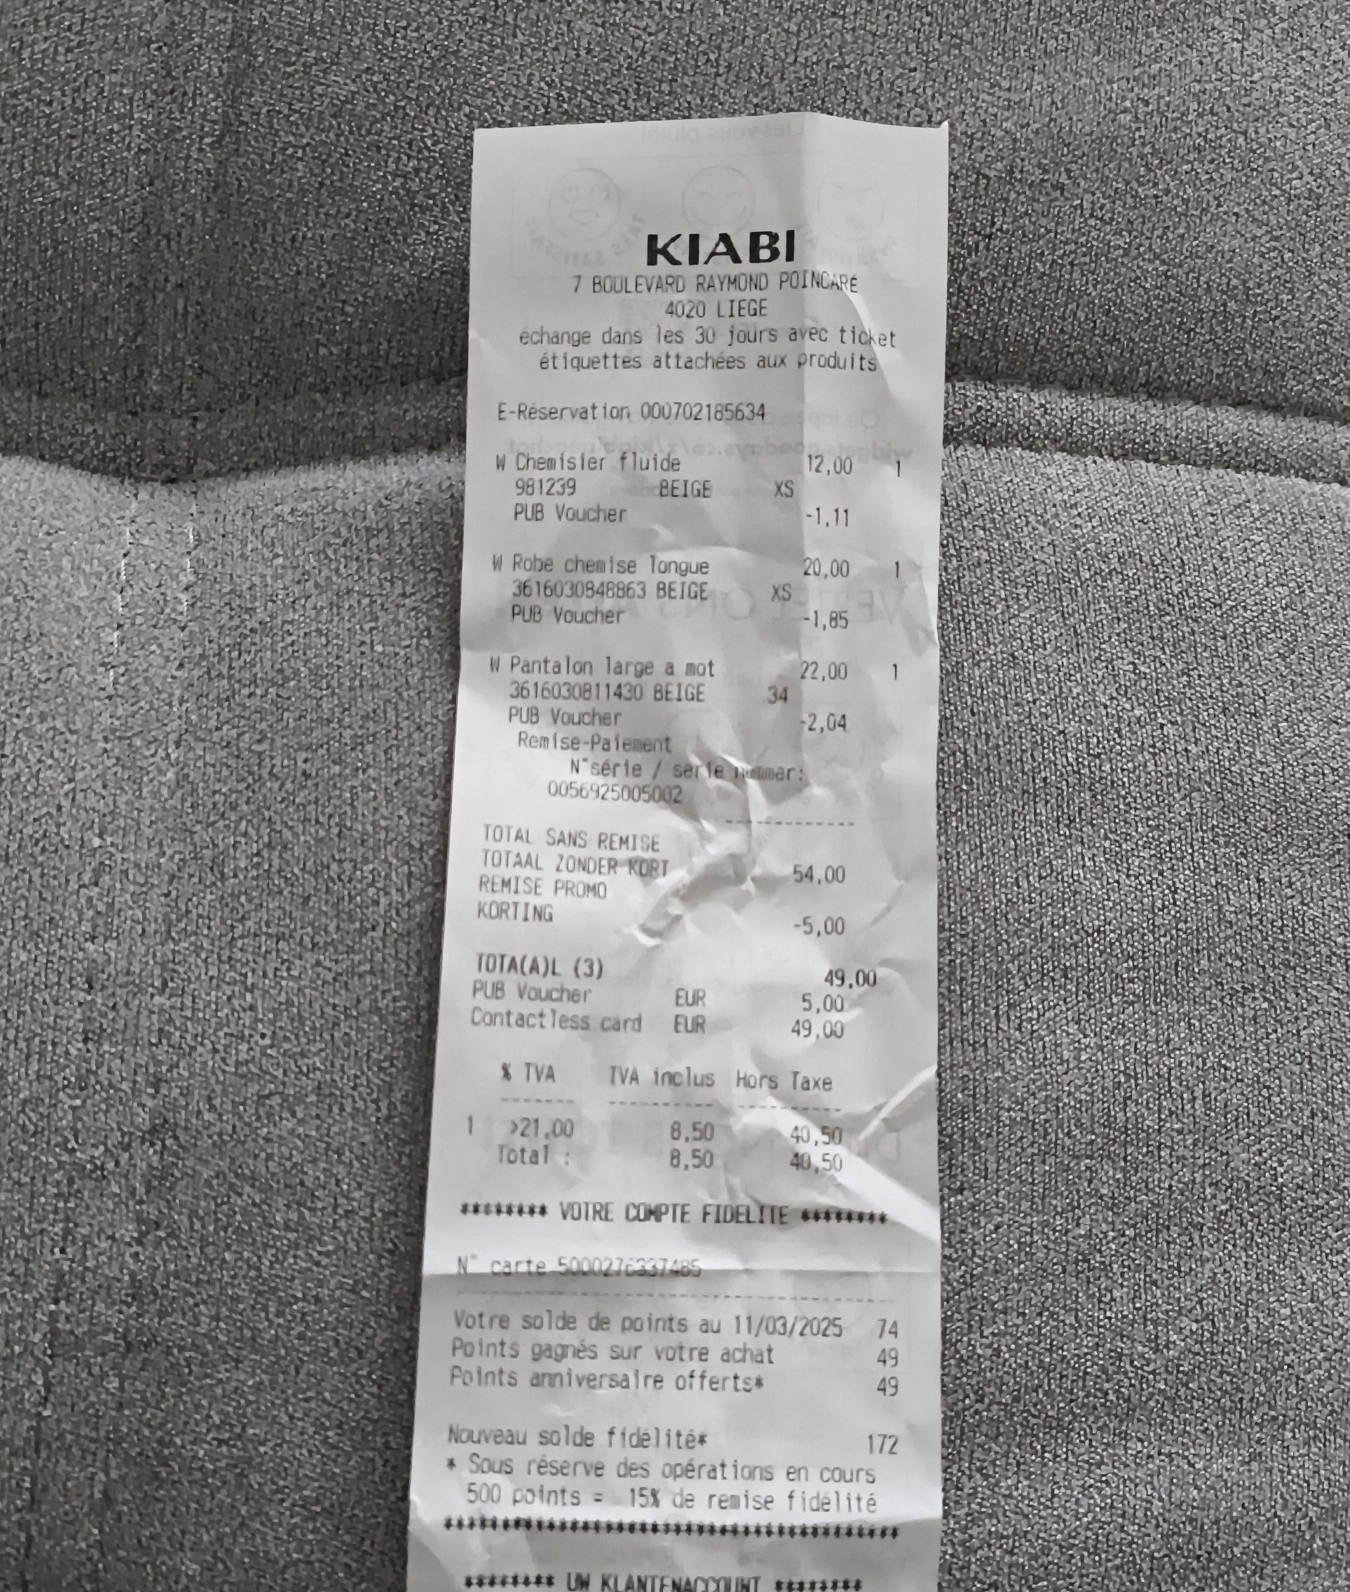 KIABI
7 BOULEVARD RAYMOND POINCARé
4020 LIEGE
échange dans les 30 jours avec ticket
étiquettes attachées aux produits
E-Réservation 000702185634
W Chemisier fluide 12,00 1
981239 BEIGE XS
PUB Voucher -1,11
W Robe chemise longue 20,00 1
3616030848863 BEIGE XS
PUB Voucher -1,85
W Pantalon large a mot 22,00 1
3616030811430 BEIGE 34
PUB Voucher -2,04
Remise-Paiement
N°série / serie nummer:
0056925005002
TOTAL SANS REMISE
TOTAAL ZONDER KORT 54,00
REMISE PROMO
KORTING -5,00
TOTA(A)L (3) 49,00
PUB Voucher EUR 5,00
Contactless card EUR 49,00
% TVA TVA inclus Hors Taxe
1 >21,00 8,50 40,50
Total : 8,50 40,50
******** VOTRE COMPTE FIDELITE ********
N° carte 5000276337485
Votre solde de points au 11/03/2025 74
Points gagnés sur votre achat 49
Points anniversaire offerts* 49
Nouveau solde fidélité* 172
* Sous réserve des opérations en cours
500 points = 15% de remise fidélité
********************************************
******** UW KLANTENACCOUNT ********